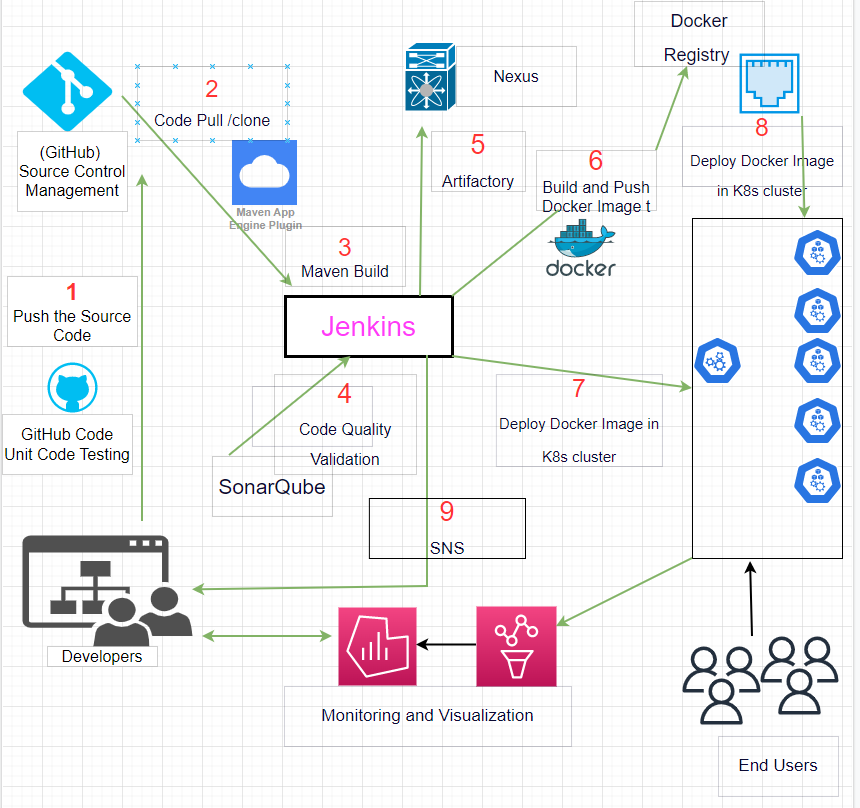 Docker
Registry
2
Code Pull /clone
Nexus
(GitHub)
Source Control
Management
5
Artifactory
6
Build and Push
Docker Image t
docker
8
Deploy Docker Image
in K8s cluster
Maven App
Engine Plugin
3
Maven Build
1
Push the Source
Code
Jenkins
GitHub Code
Unit Code Testing
4
Code Quality
Validation
SonarQube
7
Deploy Docker Image in
K8s cluster
9
SNS
Developers
Monitoring and Visualization
End Users